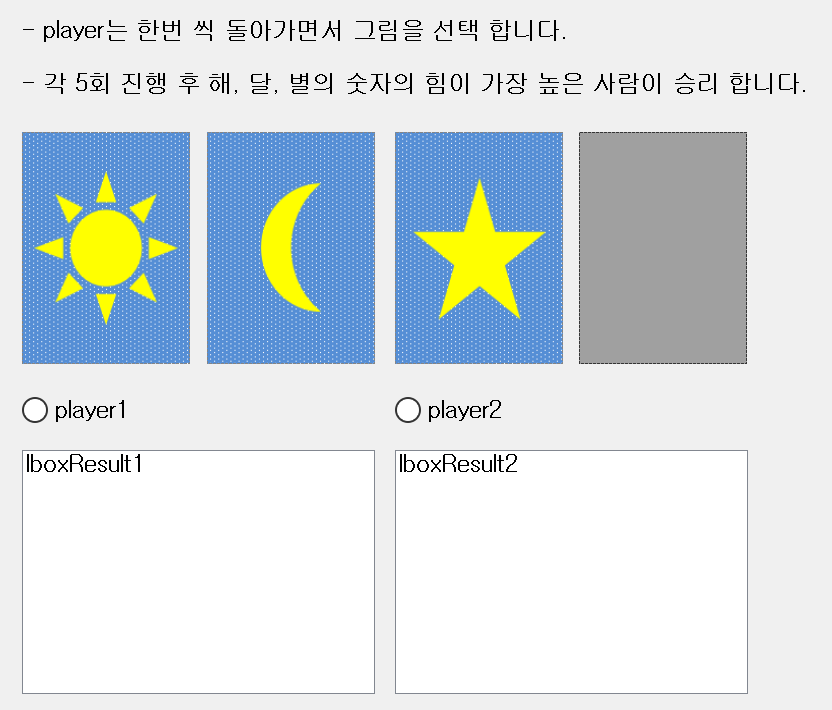 - player는 한번 씩 돌아가면서 그림을 선택 합니다.
- 각 5회 진행 후 해, 달, 별의 숫자의 힘이 가장 높은 사람이 승리 합니다.
player1
player2
lboxResult1
lboxResult2